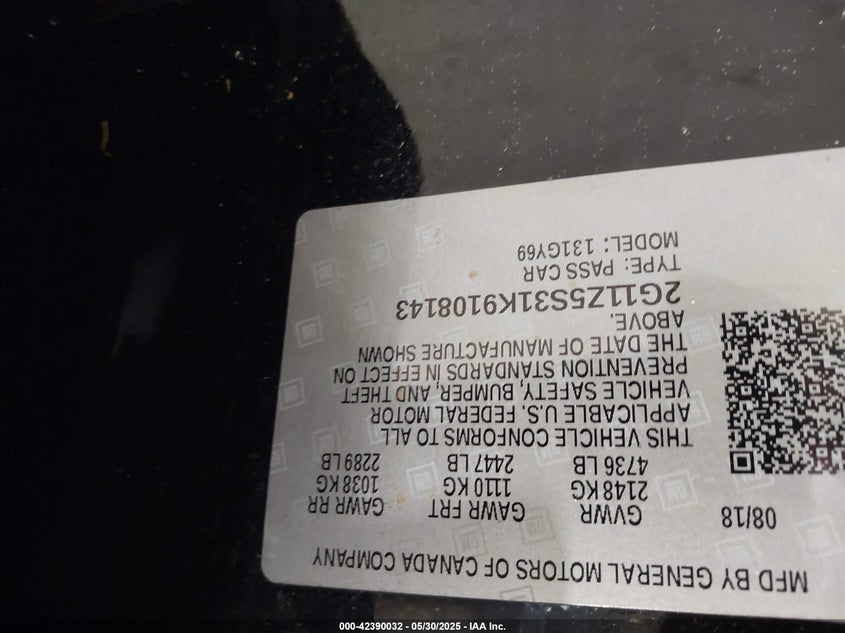 MFD BY GENERAL MOTORS OF CANADA COMPANY
08/18 GVWR GAWR FRT GAWR RR
2148 KG 1110 KG 1038 KG
4736 LB 2447 LB 2289 LB
THIS VEHICLE CONFORMS TO ALL
APPLICABLE U.S. FEDERAL MOTOR
VEHICLE SAFETY, BUMPER, AND THEFT
PREVENTION STANDARDS IN EFFECT ON
THE DATE OF MANUFACTURE SHOWN
ABOVE.
2G11Z5S31K9108143
TYPE: PASS CAR
MODEL: 131GY69
000-42390032 - 05/30/2025 - IAA Inc.